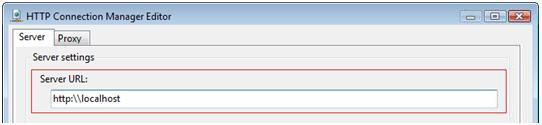 HTTP Connection Manager Editor
Server Proxy
Server settings
Server URL:
http:\\localhost